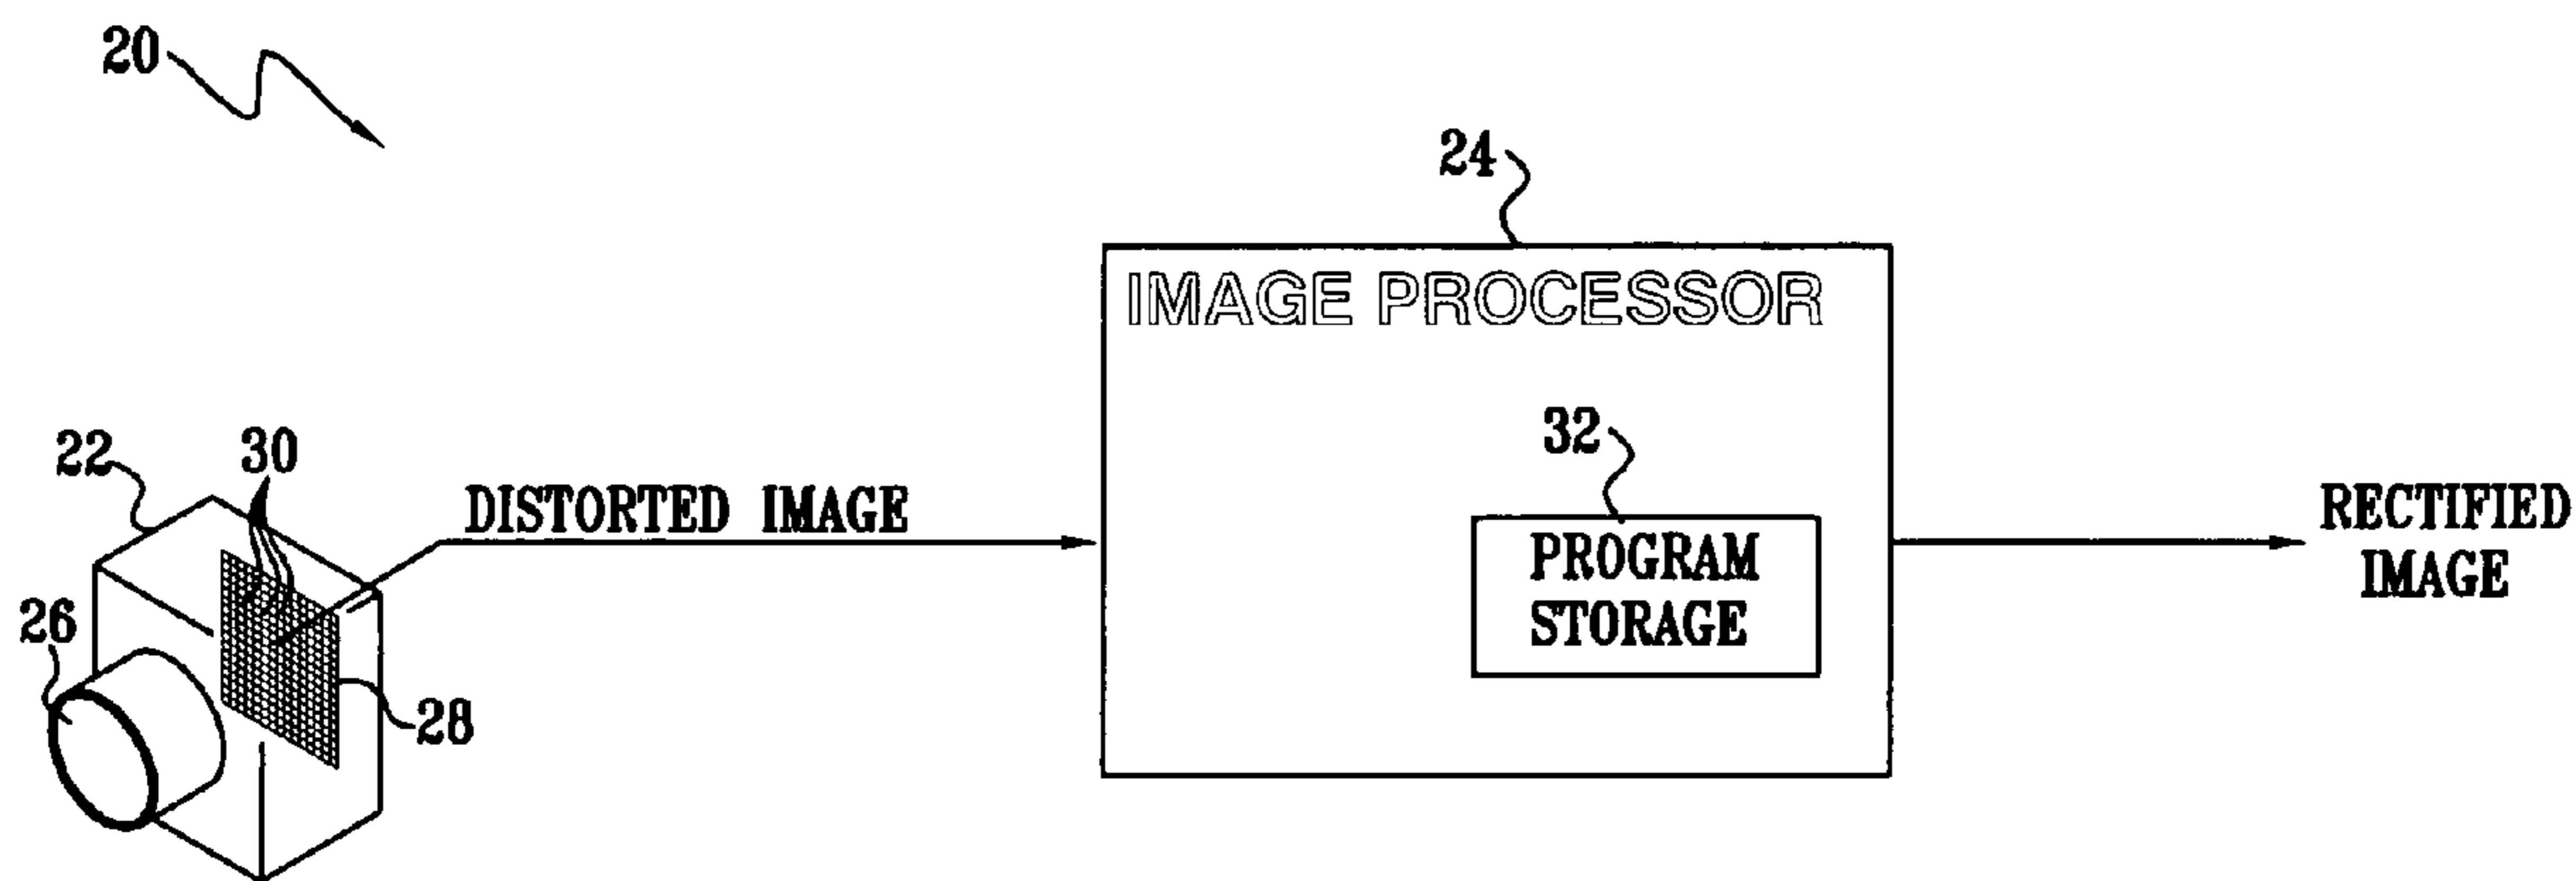 20
24
IMAGE PROCESSOR
32
22
30
DISTORTED IMAGE
PROGRAM
STORAGE
RECTIFIED
IMAGE
26
28